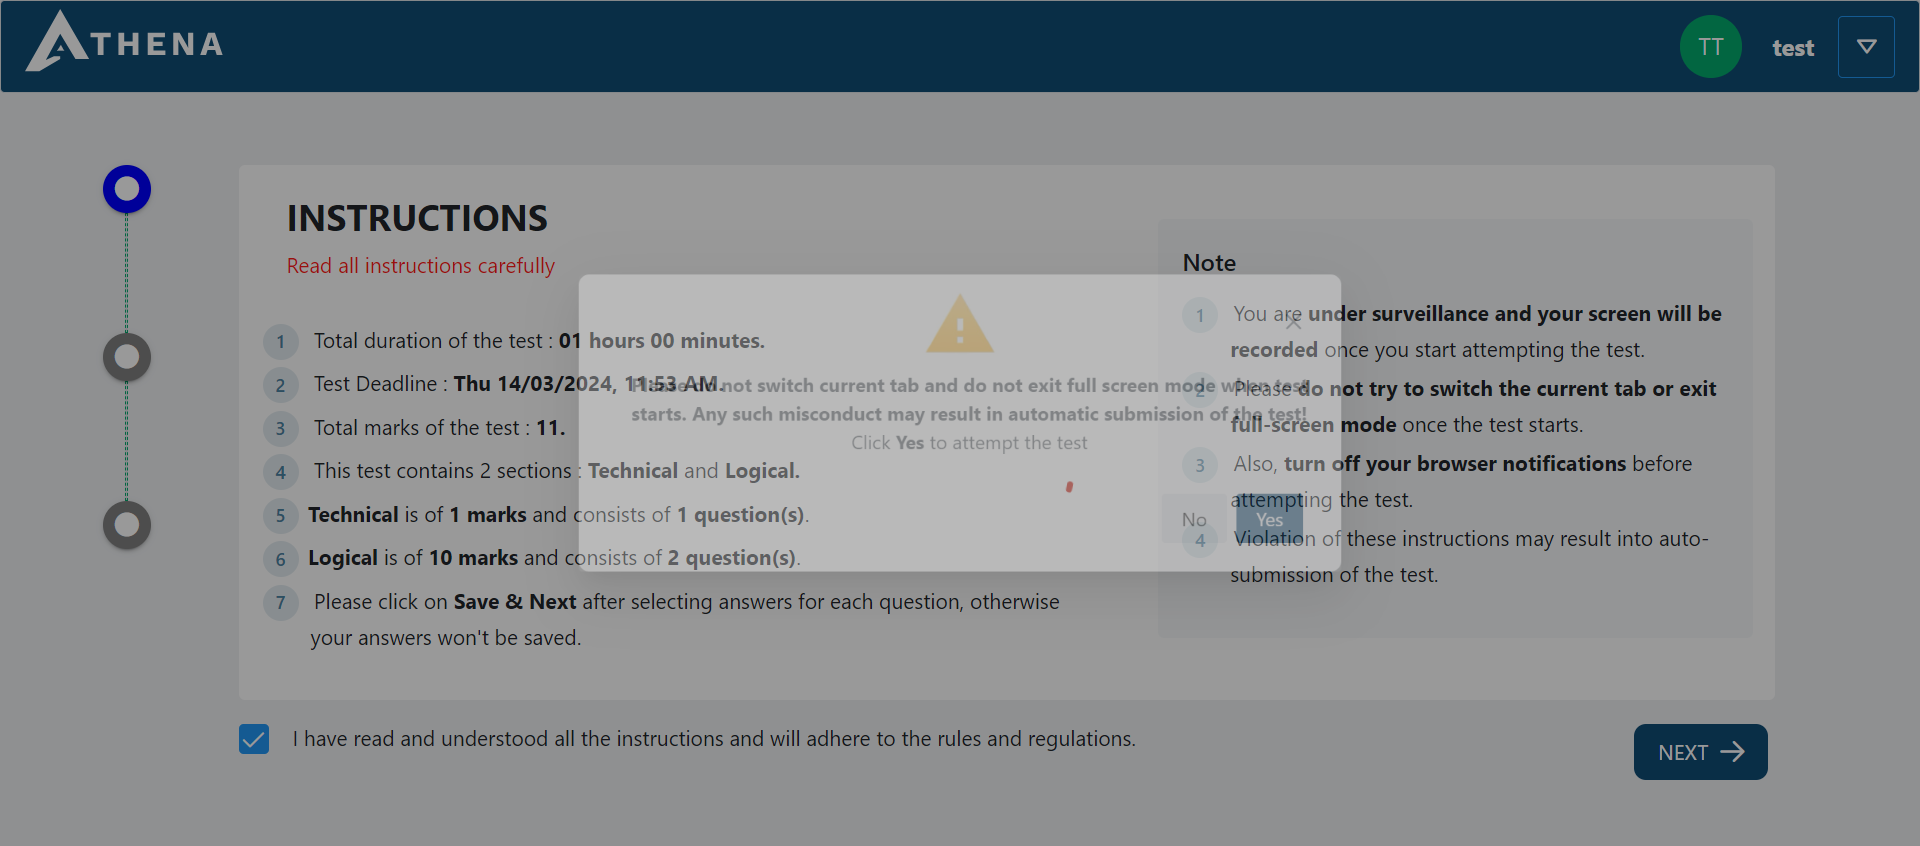 ATHENA
TT
test
INSTRUCTIONS
Read all instructions carefully
1 Total duration of the test : 01 hours 00 minutes.
2 Test Deadline : Thu 14/03/2024, 11:53 AM.
3 Total marks of the test : 11.
4 This test contains 2 sections : Technical and Logical.
5 Technical is of 1 marks and consists of 1 question(s).
6 Logical is of 10 marks and consists of 2 question(s).
7 Please click on Save & Next after selecting answers for each question, otherwise
your answers won't be saved.
Note
1 You are under surveillance and your screen will be
recorded once you start attempting the test.
2 Please do not try to switch the current tab or exit
full-screen mode once the test starts.
3 Also, turn off your browser notifications before
attempting the test.
4 Violation of these instructions may result into auto-
submission of the test.
Please do not switch current tab and do not exit full screen mode when test
starts. Any such misconduct may result in automatic submission of the test!
Click Yes to attempt the test
No
Yes
I have read and understood all the instructions and will adhere to the rules and regulations.
NEXT